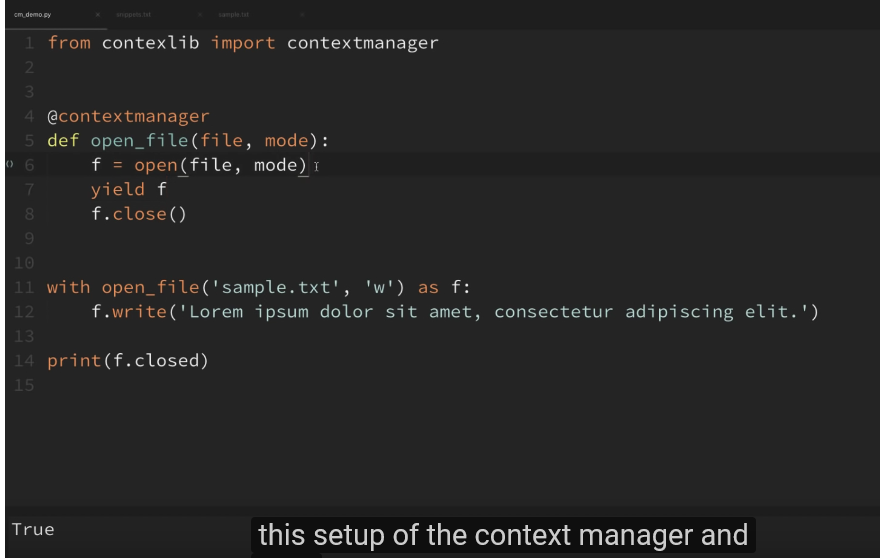 cm_demo.py snippets.txt sample.txt
1 from contexlib import contextmanager
2
3
4 @contextmanager
5 def open_file(file, mode):
6 f = open(file, mode)
7 yield f
8 f.close()
9
10
11 with open_file('sample.txt', 'w') as f:
12 f.write('Lorem ipsum dolor sit amet, consectetur adipiscing elit.')
13
14 print(f.closed)
15
True
this setup of the context manager and